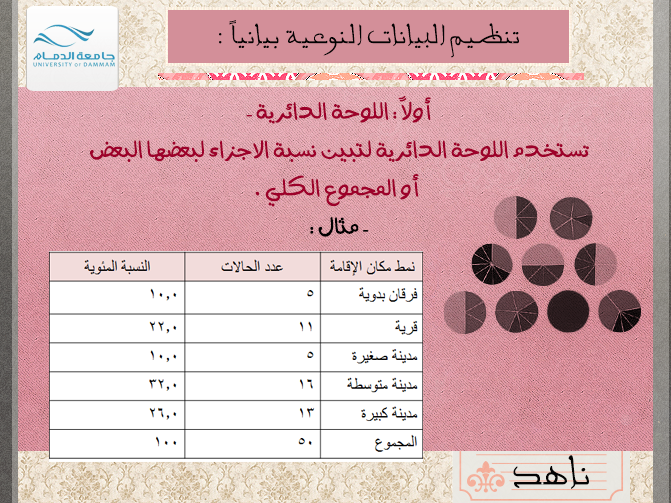 جامعة الدمام
UNIVERSITY OF DAMMAM
تنظيم البيانات النوعية بيانياً :
أولاً : اللوحة الدائرية -
تستخدم اللوحة الدائرية لتبين نسبة الاجزاء لبعضها البعض
أو المجموع الكلي .
- مثال :
نمط مكان الإقامة عدد الحالات النسبة المئوية
فرقان بدوية ٥ ١٠,٠
قرية ١١ ٢٢,٠
مدينة صغيرة ٥ ١٠,٠
مدينة متوسطة ١٦ ٣٢,٠
مدينة كبيرة ١٣ ٢٦,٠
المجموع ٥٠ ١٠٠
ناهد